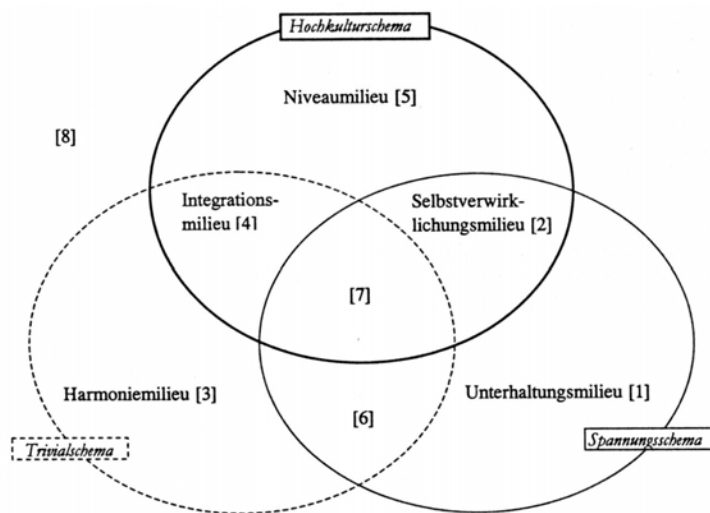 Hochkulturschema
Niveaumilieu [5]
[8]
Integrations-
milieu [4]
Selbstverwirk-
lichungsmilieu [2]
[7]
Harmoniemilieu [3]
Unterhaltungsmilieu [1]
[6]
Trivialschema
Spannungsschema